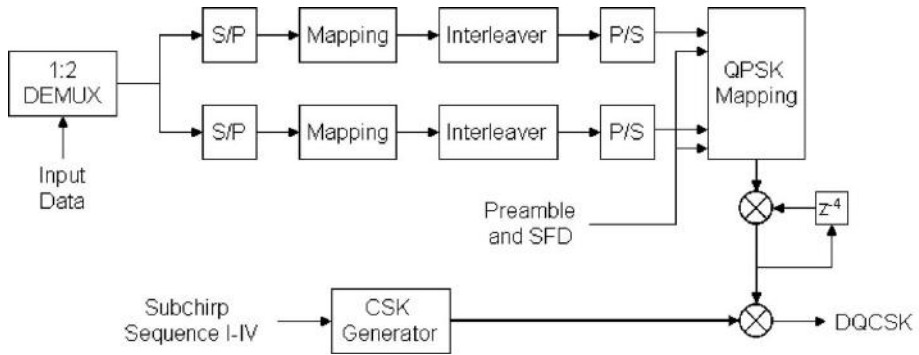 S/P
Mapping
Interleaver
P/S
1:2
DEMUX
QPSK
Mapping
S/P
Mapping
Interleaver
P/S
Input
Data
Preamble
and SFD
z-4
Subchirp
Sequence I-IV
CSK
Generator
DQCSK